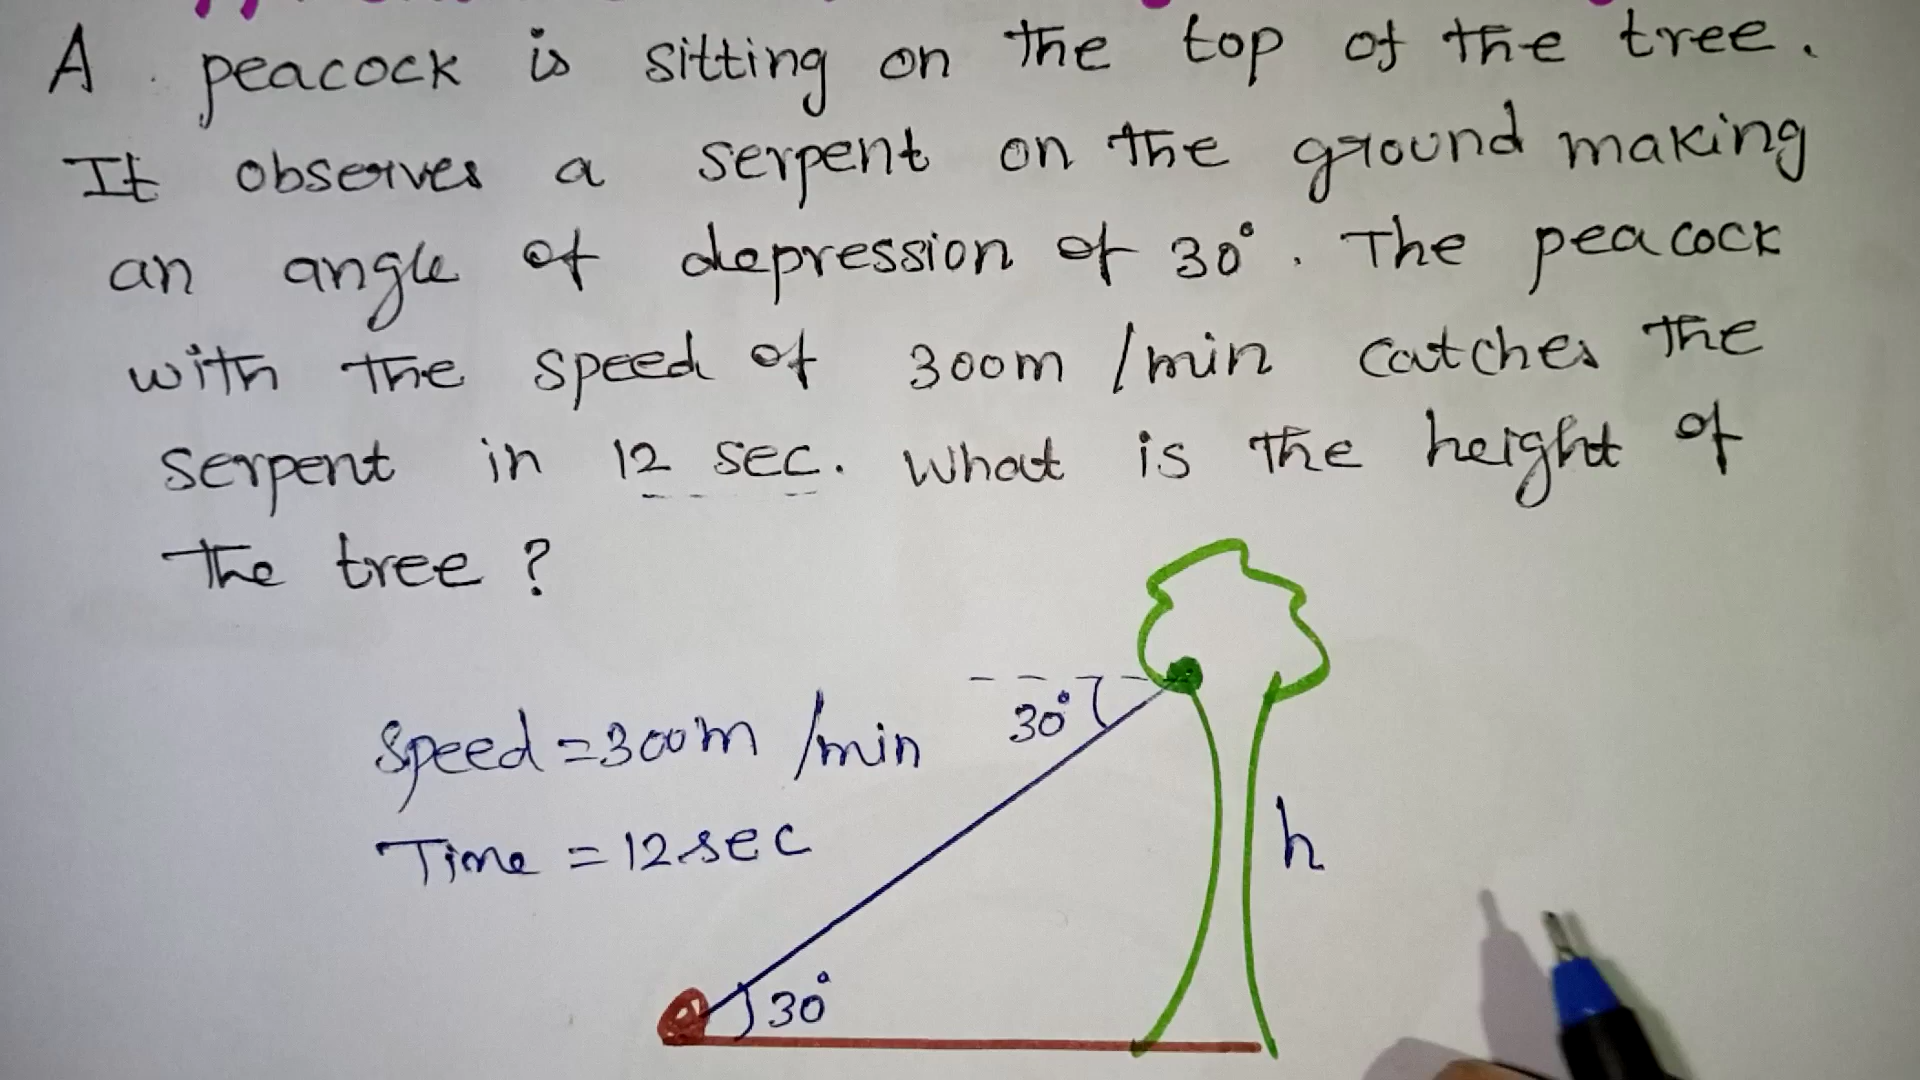 A peacock is sitting on the top of the tree.
It observes a serpent on the ground making
an angle of depression of 30°. The peacock
with the speed of 300m /min catches the
serpent in 12 sec. What is the height of
the tree?
30°
Speed = 300m /min
Time = 12 sec
h
30°